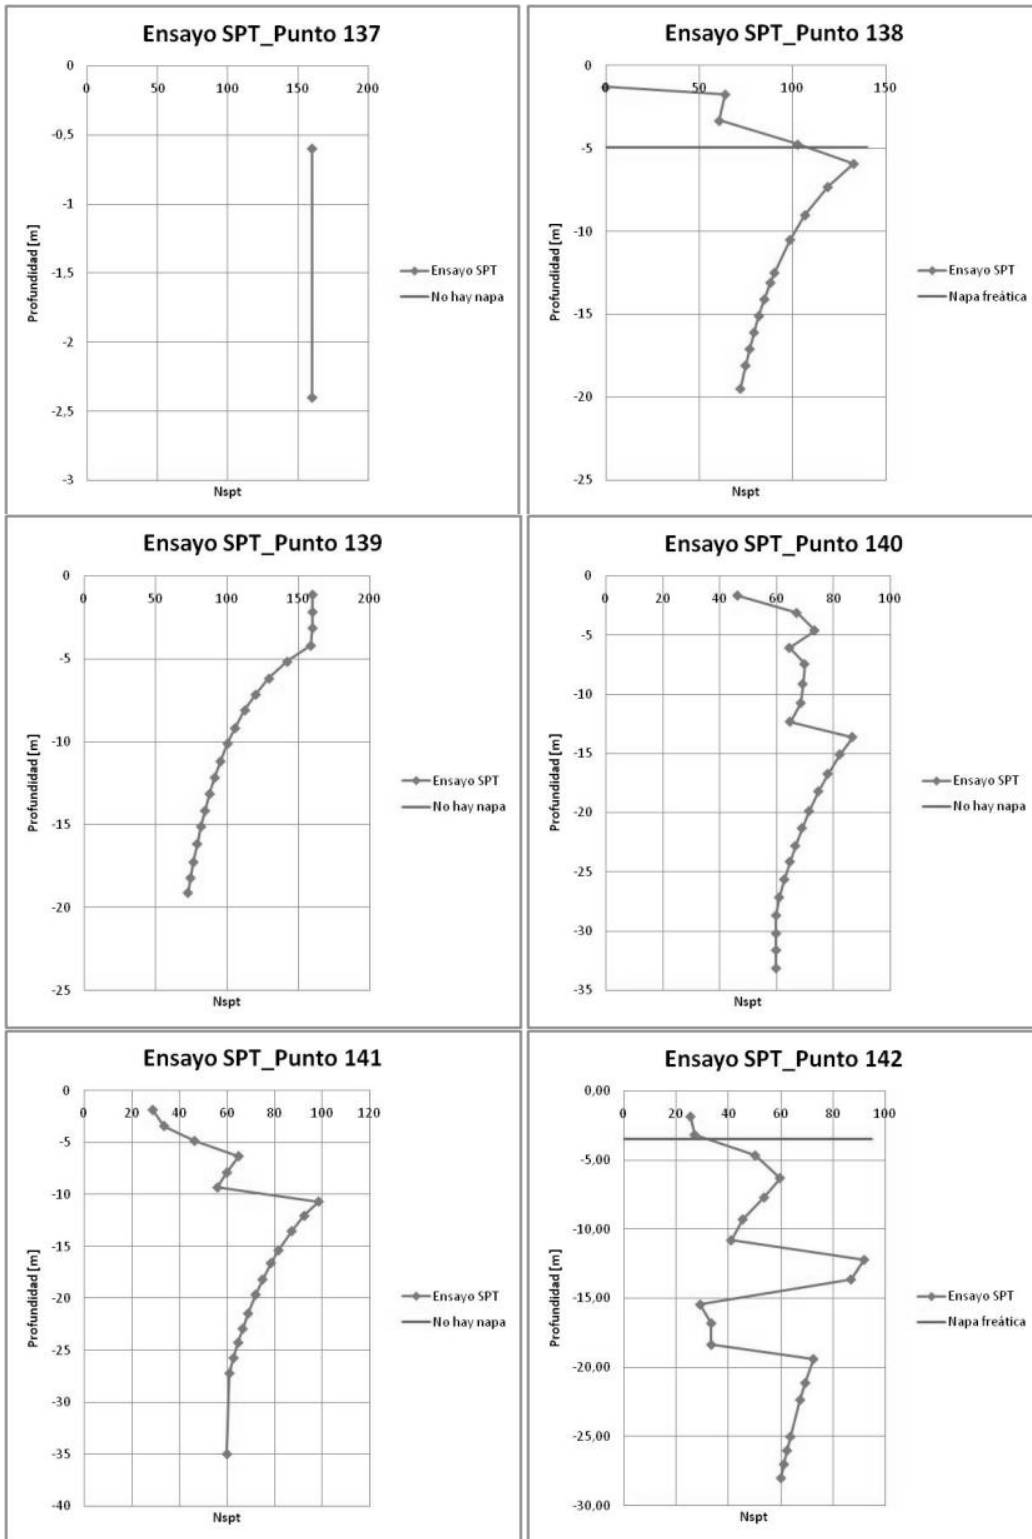 Ensayo SPT_Punto 137
0
0 50 100 150 200
-0,5
-1
-1,5
-2
-2,5
-3
Profundidad [m]
Nspt
Ensayo SPT
No hay napa
Ensayo SPT_Punto 138
0
0 50 100 150
-5
-10
-15
-20
-25
Profundidad [m]
Nspt
Ensayo SPT
Napa freática
Ensayo SPT_Punto 139
0
0 50 100 150 200
-5
-10
-15
-20
-25
Profundidad [m]
Nspt
Ensayo SPT
No hay napa
Ensayo SPT_Punto 140
0
0 20 40 60 80 100
-5
-10
-15
-20
-25
-30
-35
Profundidad [m]
Nspt
Ensayo SPT
No hay napa
Ensayo SPT_Punto 141
0
0 20 40 60 80 100 120
-5
-10
-15
-20
-25
-30
-35
-40
Profundidad [m]
Nspt
Ensayo SPT
No hay napa
Ensayo SPT_Punto 142
0,00
0 20 40 60 80 100
-5,00
-10,00
-15,00
-20,00
-25,00
-30,00
Profundidad [m]
Nspt
Ensayo SPT
Napa freática